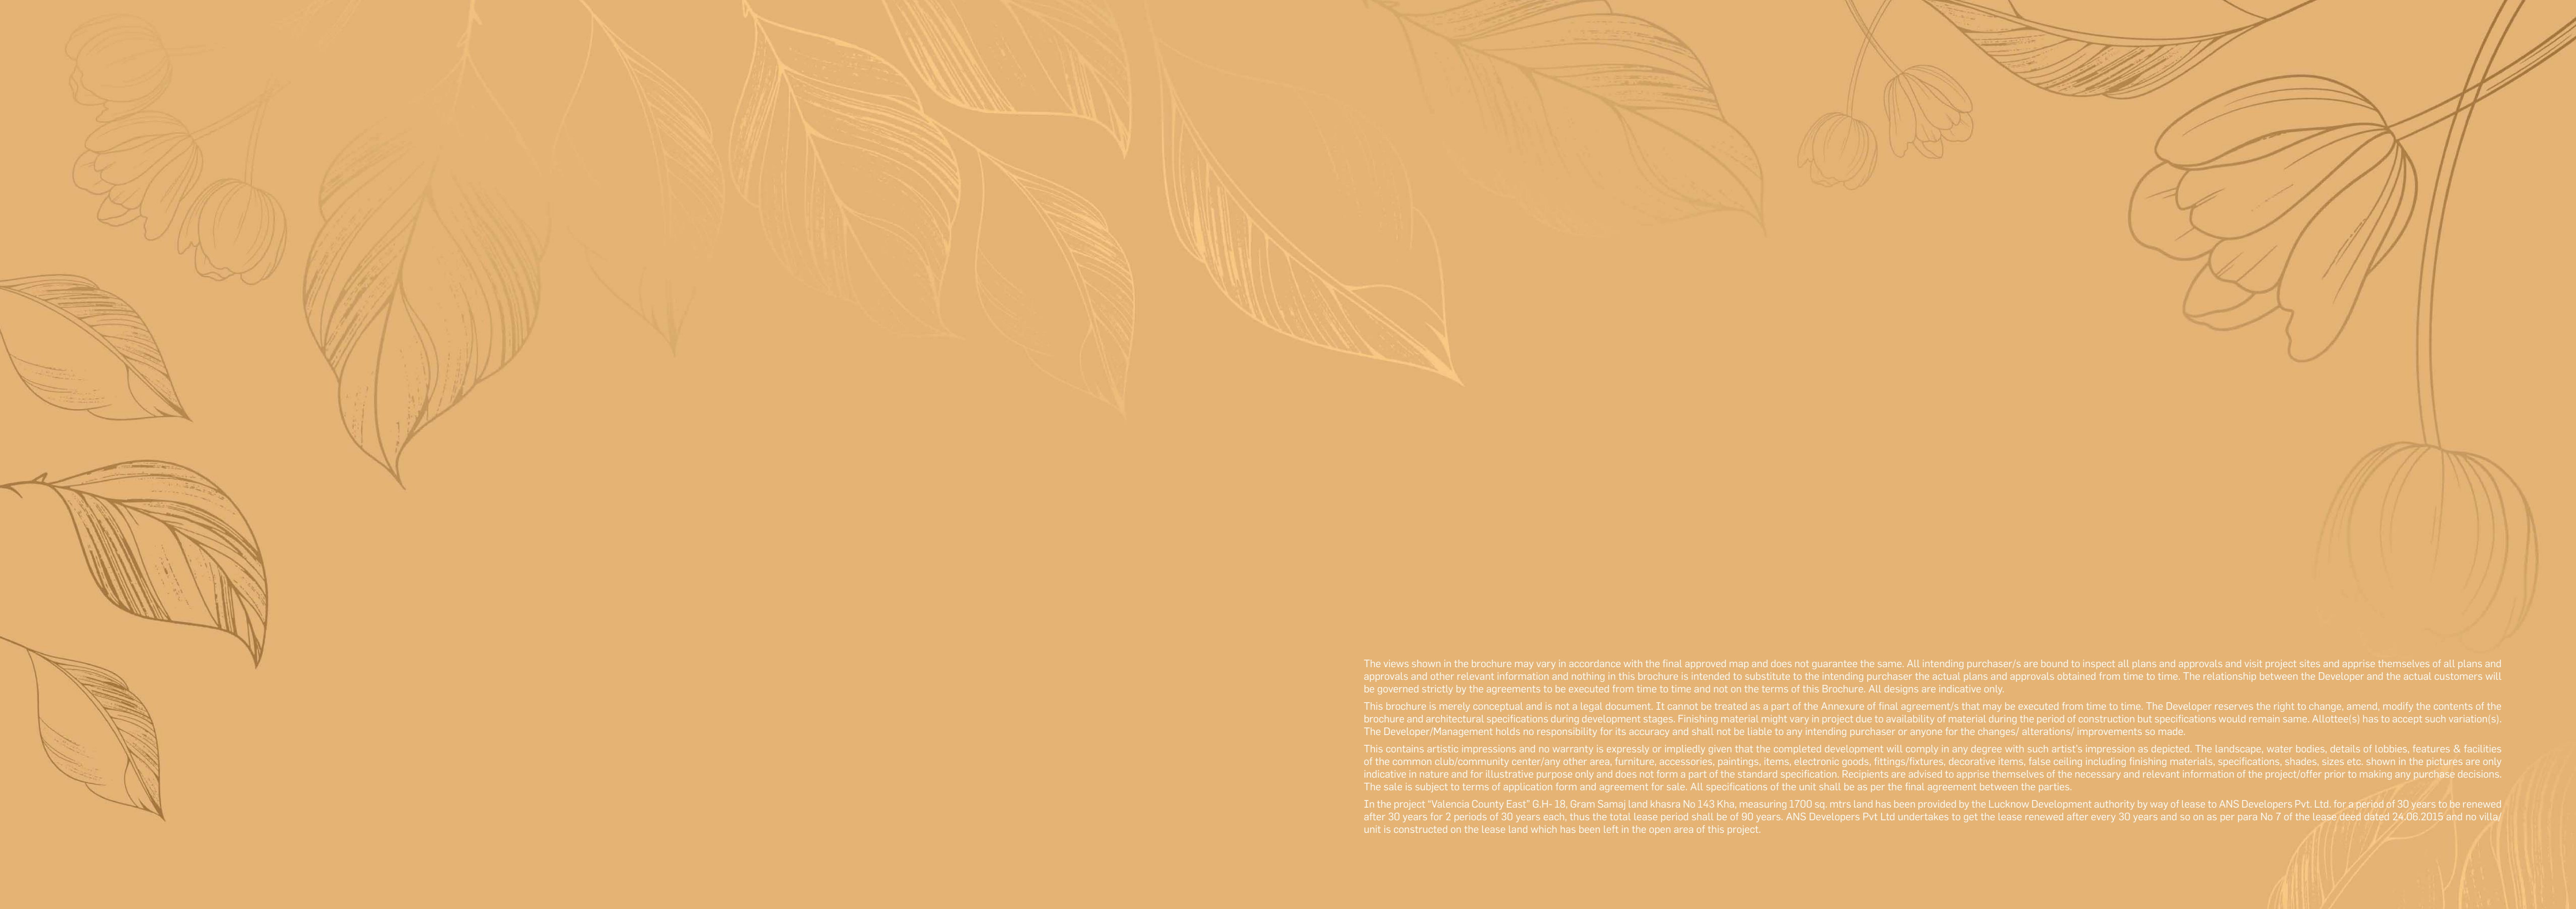 The views shown in the brochure may vary in accordance with the final approved map and does not guarantee the same. All intending purchaser/s are bound to inspect all plans and approvals and visit project sites and apprise themselves of all plans and
approvals and other relevant information and nothing in this brochure is intended to substitute to the intending purchaser the actual plans and approvals obtained from time to time. The relationship between the Developer and the actual customers will
be governed strictly by the agreements to be executed from time to time and not on the terms of this Brochure. All designs are indicative only.
This brochure is merely conceptual and is not a legal document. It cannot be treated as a part of the Annexure of final agreement/s that may be executed from time to time. The Developer reserves the right to change, amend, modify the contents of the
brochure and architectural specifications during development stages. Finishing material might vary in project due to availability of material during the period of construction but specifications would remain same. Allottee(s) has to accept such variation(s).
The Developer/Management holds no responsibility for its accuracy and shall not be liable to any intending purchaser or anyone for the changes/ alterations/ improvements so made.
This contains artistic impressions and no warranty is expressly or impliedly given that the completed development will comply in any degree with such artist's impression as depicted. The landscape, water bodies, details of lobbies, features & facilities
of the common club/community center/any other area, furniture, accessories, paintings, items, electronic goods, fittings/fixtures, decorative items, false ceiling including finishing materials, specifications, shades, sizes etc. shown in the pictures are only
indicative in nature and for illustrative purpose only and does not form a part of the standard specification. Recipients are advised to apprise themselves of the necessary and relevant information of the project/offer prior to making any purchase decisions.
The sale is subject to terms of application form and agreement for sale. All specifications of the unit shall be as per the final agreement between the parties.
In the project "Valencia County East" G.H- 18, Gram Samaj land khasra No 143 Kha, measuring 1700 sq. mtrs land has been provided by the Lucknow Development authority by way of lease to ANS Developers Pvt. Ltd. for a period of 30 years to be renewed
after 30 years for 2 periods of 30 years each, thus the total lease period shall be of 90 years. ANS Developers Pvt Ltd undertakes to get the lease renewed after every 30 years and so on as per para No 7 of the lease deed dated 24.06.2015 and no villa/
unit is constructed on the lease land which has been left in the open area of this project.